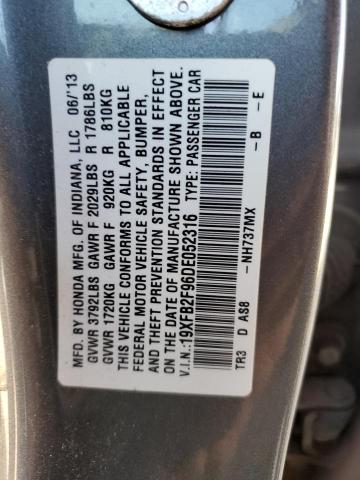 MFD. BY HONDA MFG. OF INDIANA, LLC 06/'13
GVWR 3792LBS GAWR F 2029LBS R 1786LBS
GVWR 1720KG GAWR F 920KG R 810KG
THIS VEHICLE CONFORMS TO ALL APPLICABLE
FEDERAL MOTOR VEHICLE SAFETY, BUMPER,
AND THEFT PREVENTION STANDARDS IN EFFECT
ON THE DATE OF MANUFACTURE SHOWN ABOVE.
V.I.N.:19XFB2F96DE052316 TYPE: PASSENGER CAR
-NH737MX -B -E
TR3 D AS8